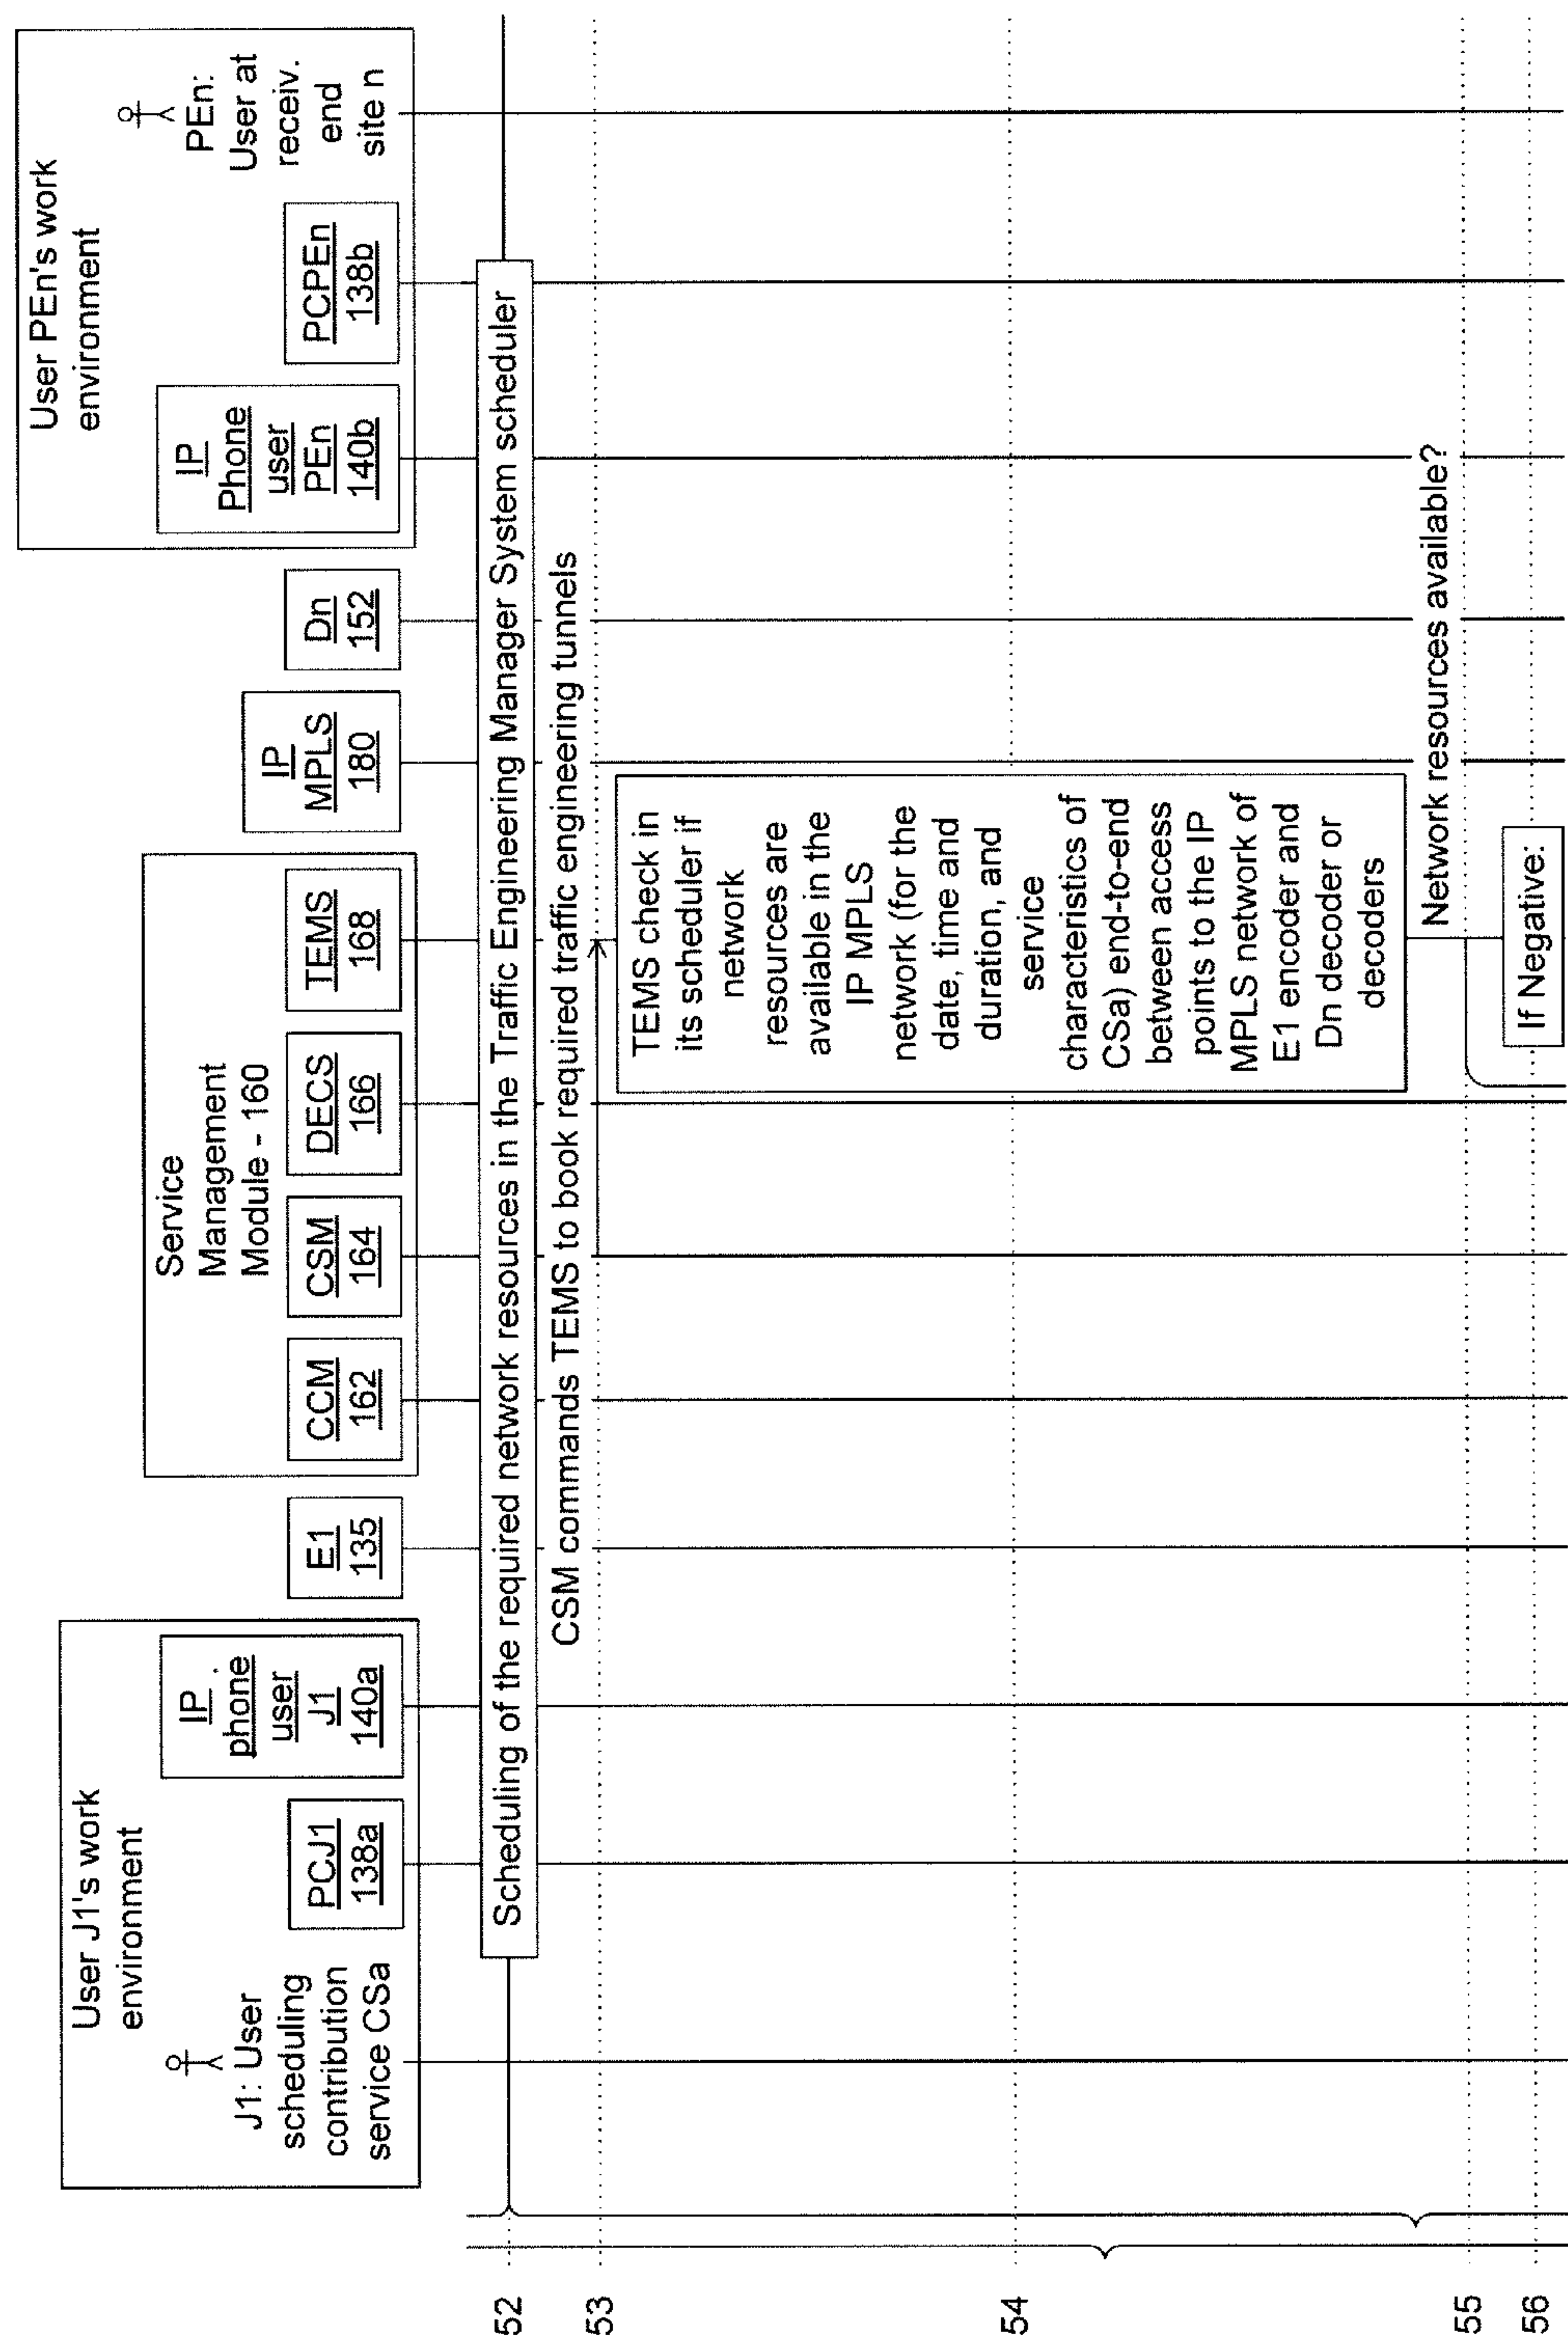 User J1's work
environment
J1: User
scheduling
contribution
service CSa
PCJ1
138a
IP
phone
user
J1
140a
E1
135
Service
Management
Module - 160
CCM
162
CSM
164
DECS
166
TEMS
168
IP
MPLS
180
Dn
152
User PEn's work
environment
IP
Phone
user
PEn
140b
PCPEn
138b
PEn:
User at
receiv.
end
site n
52
Scheduling of the required network resources in the Traffic Engineering Manager System scheduler
CSM commands TEMS to book required traffic engineering tunnels
53
TEMS check in
its scheduler if
network
resources are
available in the
IP MPLS
network (for the
date, time and
duration, and
service
characteristics of
CSa) end-to-end
between access
points to the IP
MPLS network of
E1 encoder and
Dn decoder or
decoders
54
Network resources available?
55
56
If Negative: